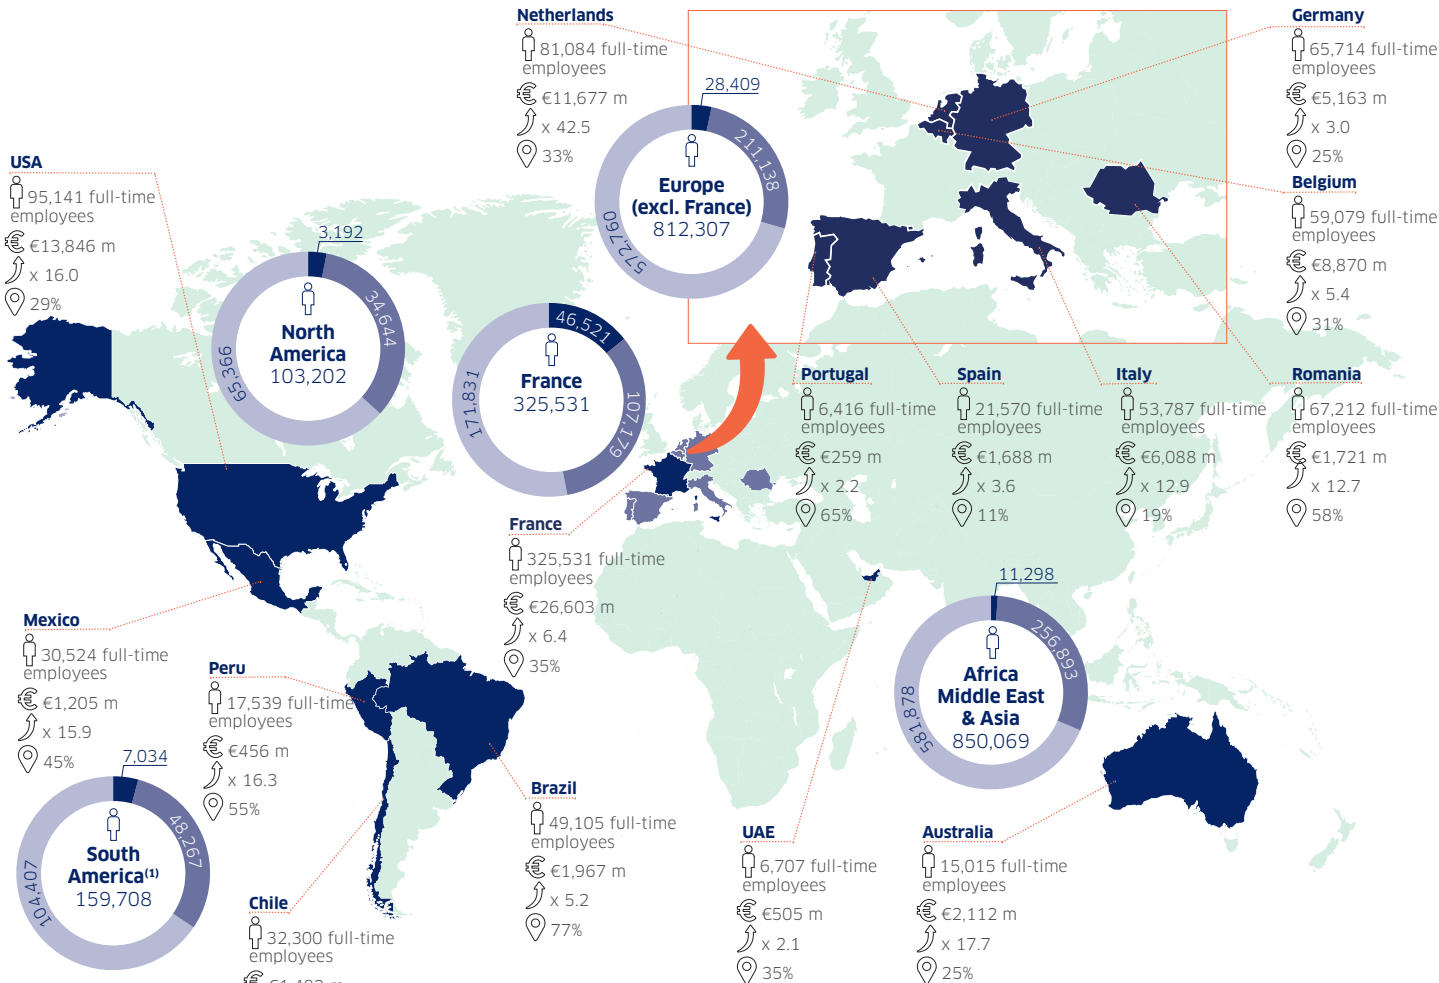 Netherlands
81,084 full-time
employees
€11,677 m
x 42.5
33%
Germany
65,714 full-time
employees
€5,163 m
x 3.0
25%
28,409
211,138
572,760
Europe
(excl. France)
812,307
Belgium
59,079 full-time
employees
€8,870 m
x 5.4
31%
USA
95,141 full-time
employees
€13,846 m
x 16.0
29%
3,192
34,644
65,366
North
America
103,202
46,521
107,179
171,831
France
325,531
Portugal
6,416 full-time
employees
€259 m
x 2.2
65%
Spain
21,570 full-time
employees
€1,688 m
x 3.6
11%
Italy
53,787 full-time
employees
€6,088 m
x 12.9
19%
Romania
67,212 full-time
employees
€1,721 m
x 12.7
58%
France
325,531 full-time
employees
€26,603 m
x 6.4
35%
Mexico
30,524 full-time
employees
€1,205 m
x 15.9
45%
Peru
17,539 full-time
employees
€456 m
x 16.3
55%
11,298
256,893
581,878
Africa
Middle East
& Asia
850,069
7,034
48,267
104,407
South
America(1)
159,708
Brazil
49,105 full-time
employees
€1,967 m
x 5.2
77%
UAE
6,707 full-time
employees
€505 m
x 2.1
35%
Australia
15,015 full-time
employees
€2,112 m
x 17.7
25%
Chile
32,300 full-time
employees